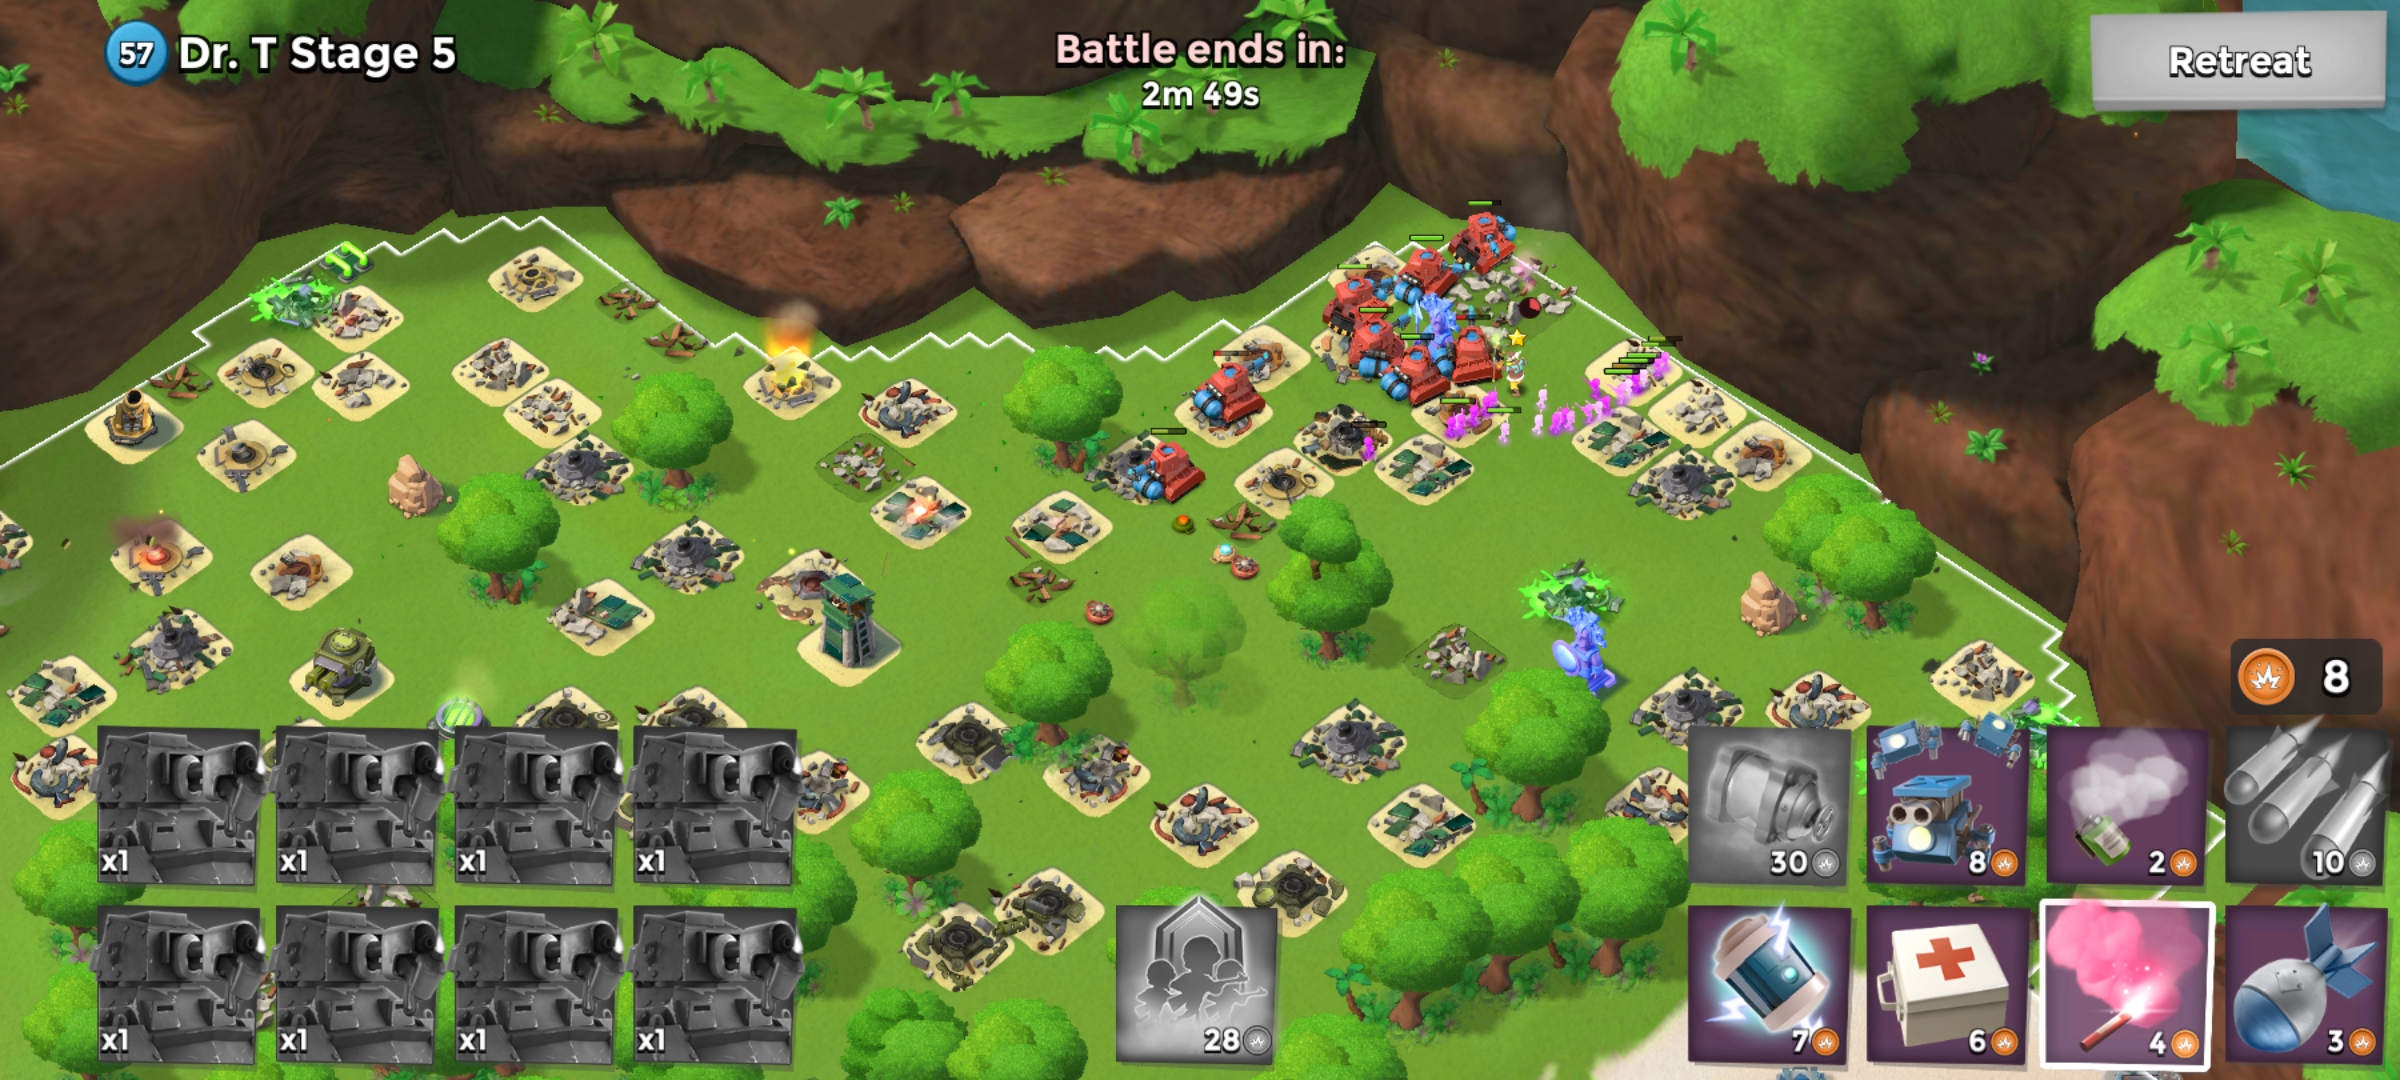 57 Dr. T Stage 5
Battle ends in:
2m 49s
Retreat
8
x1 x1 x1 x1
30 8 2 10
x1 x1 x1 x1
28
7 6 4 3